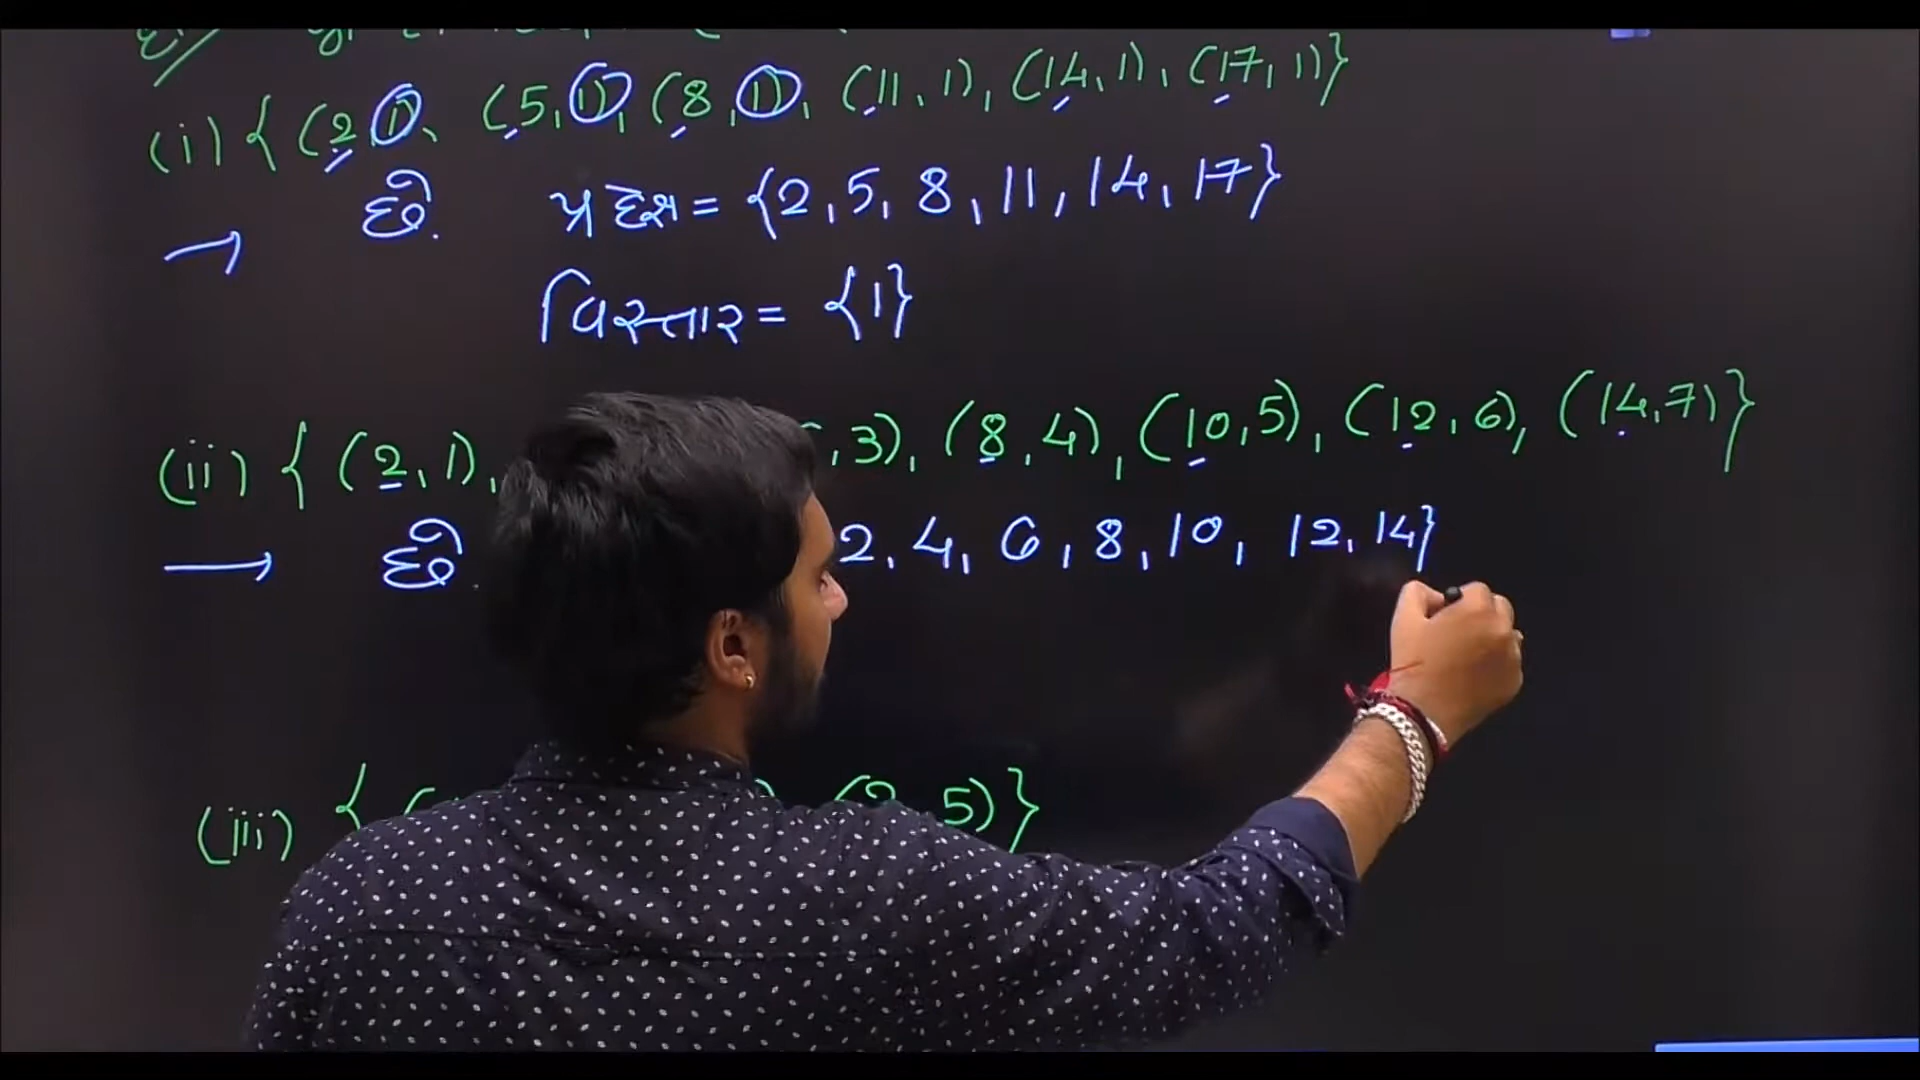 (i) { (2, 1), (5, 1), (8, 1), (11, 1), (14, 1), (17, 1)}
→ છે. પ્રદેશ = {2, 5, 8, 11, 14, 17}
વિસ્તાર = {1}
(ii) { (2, 1), , 3), (8, 4), (10, 5), (12, 6), (14, 7)}
→ છે. 2, 4, 6, 8, 10, 12, 14}
(iii) { 5)}